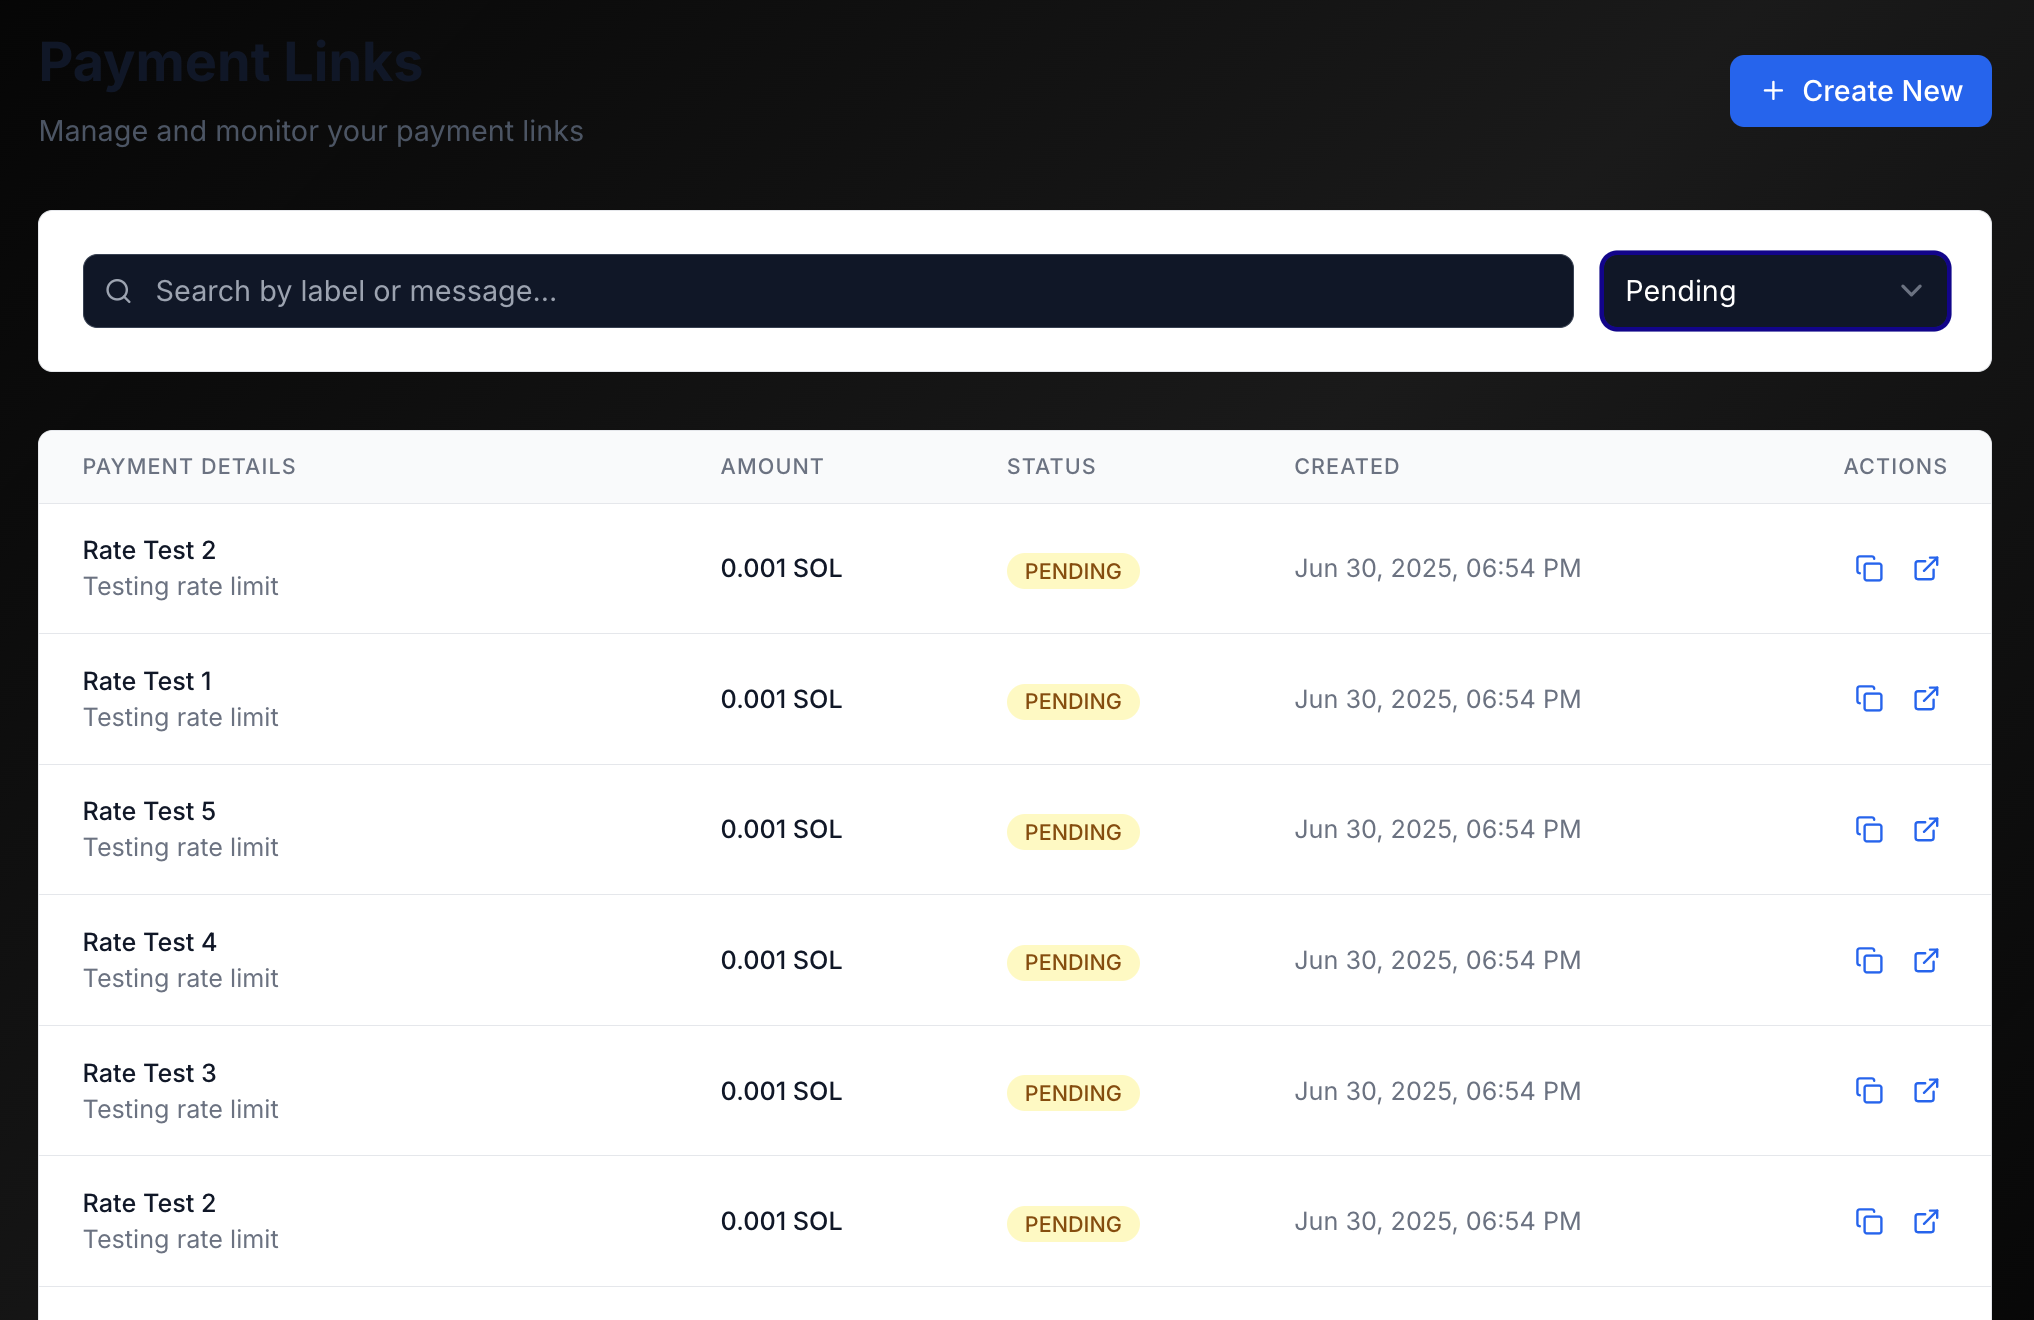 Payment Links
Manage and monitor your payment links
Create New
Search by label or message...
Pending
PAYMENT DETAILS AMOUNT STATUS CREATED ACTIONS
Rate Test 2
Testing rate limit
0.001 SOL PENDING Jun 30, 2025, 06:54 PM
Rate Test 1
Testing rate limit
0.001 SOL PENDING Jun 30, 2025, 06:54 PM
Rate Test 5
Testing rate limit
0.001 SOL PENDING Jun 30, 2025, 06:54 PM
Rate Test 4
Testing rate limit
0.001 SOL PENDING Jun 30, 2025, 06:54 PM
Rate Test 3
Testing rate limit
0.001 SOL PENDING Jun 30, 2025, 06:54 PM
Rate Test 2
Testing rate limit
0.001 SOL PENDING Jun 30, 2025, 06:54 PM